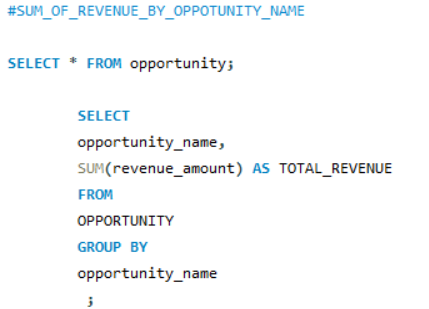 #SUM_OF_REVENUE_BY_OPPOTUNITY_NAME
SELECT * FROM opportunity;
SELECT
opportunity_name,
SUM(revenue_amount) AS TOTAL_REVENUE
FROM
OPPORTUNITY
GROUP BY
opportunity_name
;